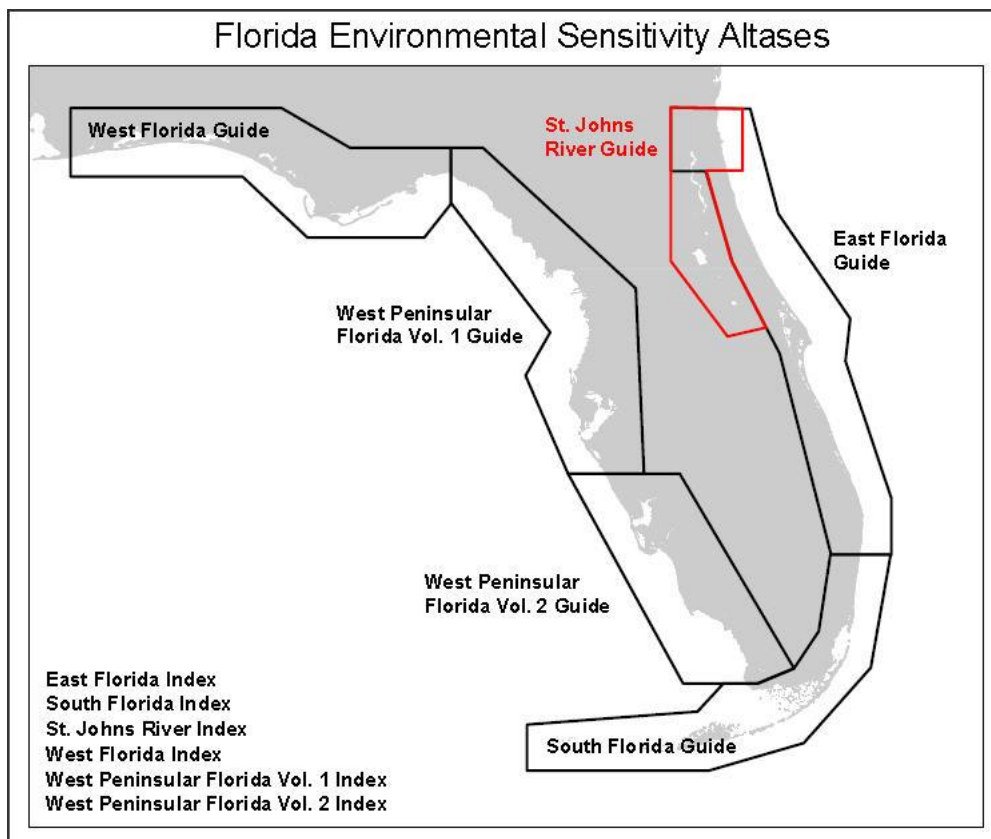 Florida Environmental Sensitivity Altases
West Florida Guide
St. Johns
River Guide
East Florida
Guide
West Peninsular
Florida Vol. 1 Guide
West Peninsular
Florida Vol. 2 Guide
South Florida Guide
East Florida Index
South Florida Index
St. Johns River Index
West Florida Index
West Peninsular Florida Vol. 1 Index
West Peninsular Florida Vol. 2 Index